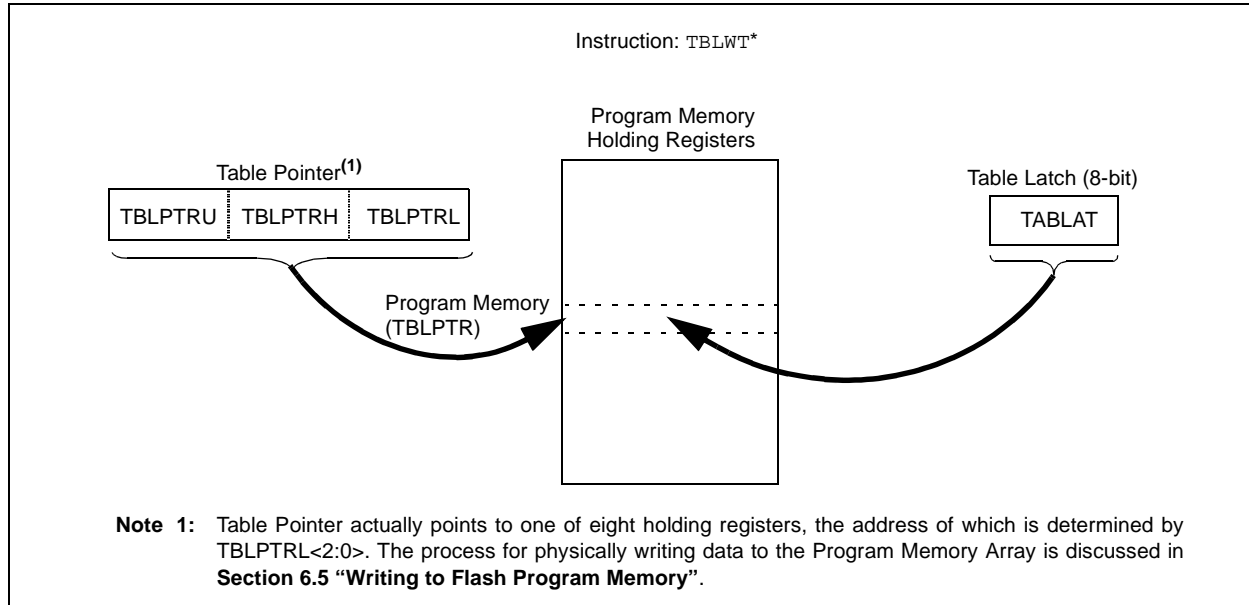 Instruction: TBLWT*
Program Memory
Holding Registers
Table Pointer(1)
Table Latch (8-bit)
TBLPTRU TBLPTRH TBLPTRL
TABLAT
Program Memory
(TBLPTR)
Note 1: Table Pointer actually points to one of eight holding registers, the address of which is determined by
TBLPTRL<2:0>. The process for physically writing data to the Program Memory Array is discussed in
Section 6.5 “Writing to Flash Program Memory”.